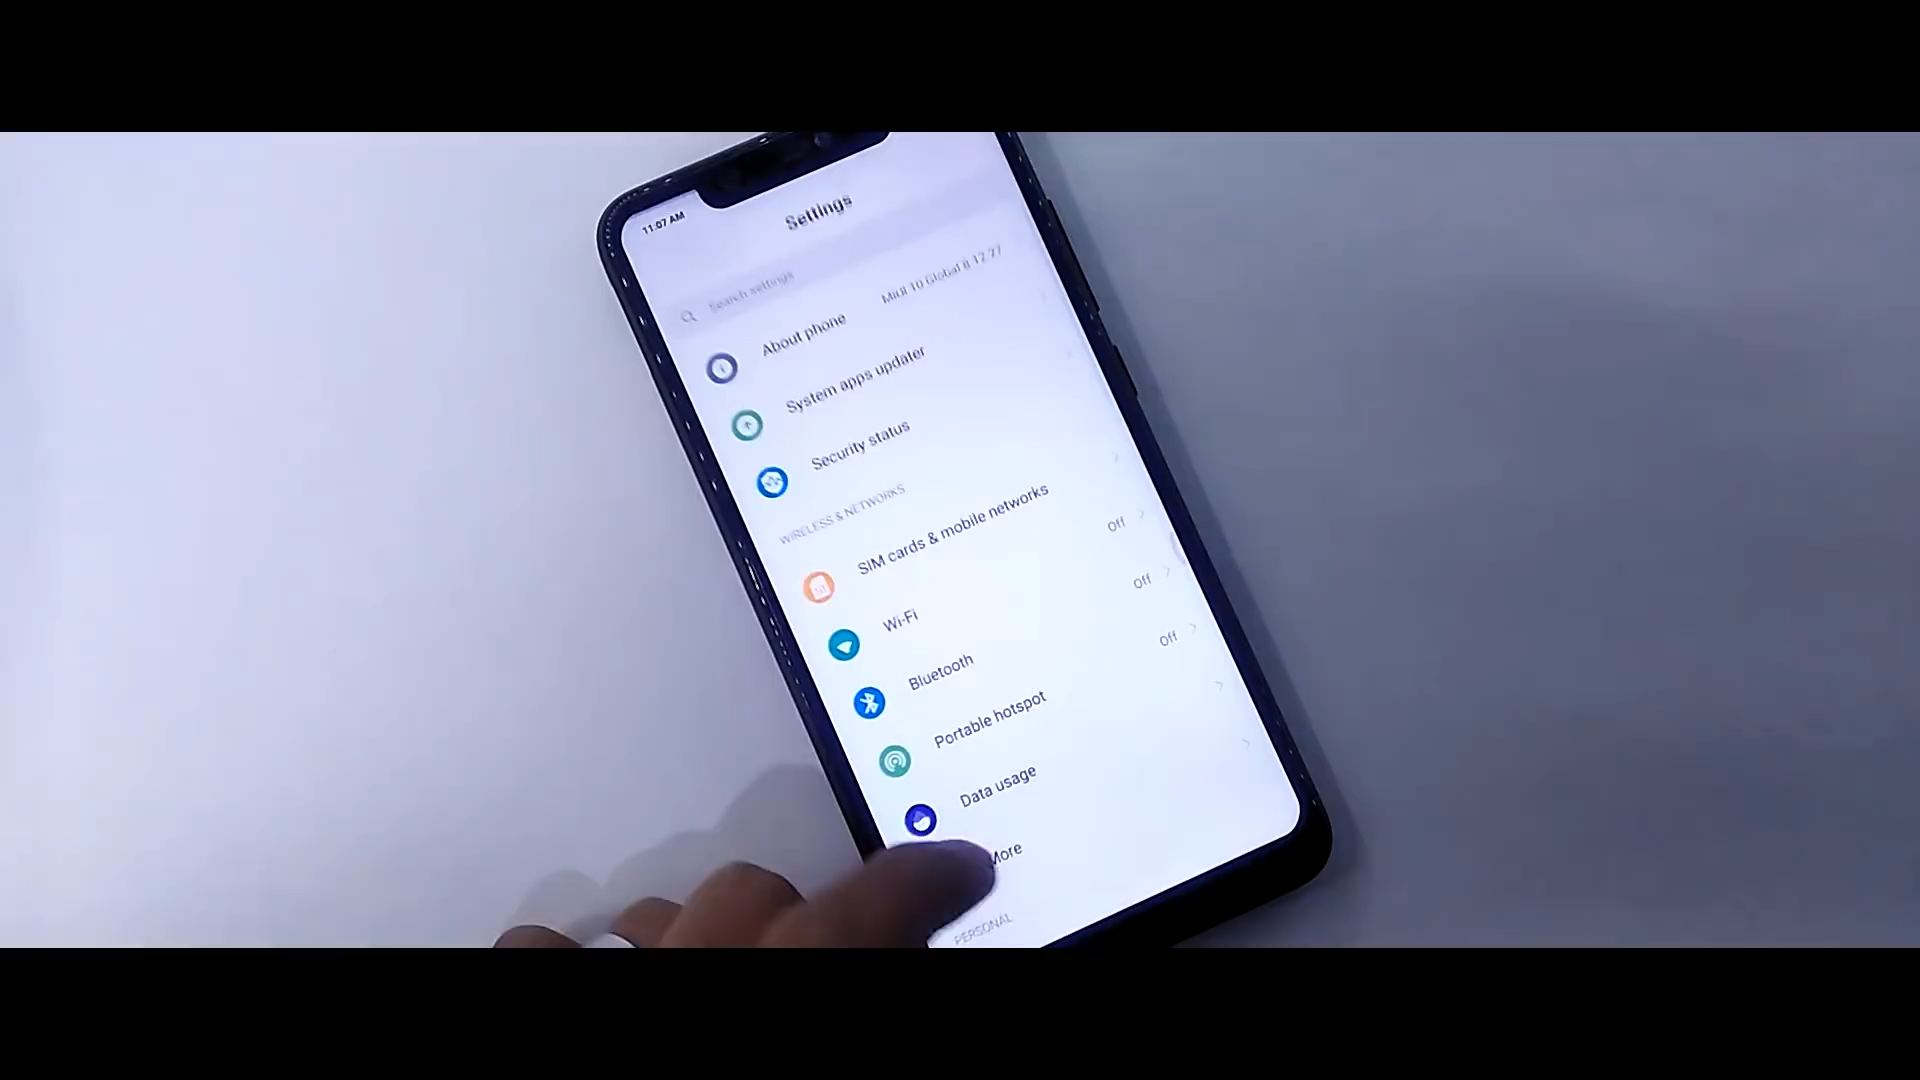 11:07 AM
Settings
Search settings
About phone
MIUI 10 Global 8.12.27
System apps updater
Security status
WIRELESS & NETWORKS
SIM cards & mobile networks
Wi-Fi
Off
Bluetooth
Off
Portable hotspot
Off
Data usage
More
PERSONAL